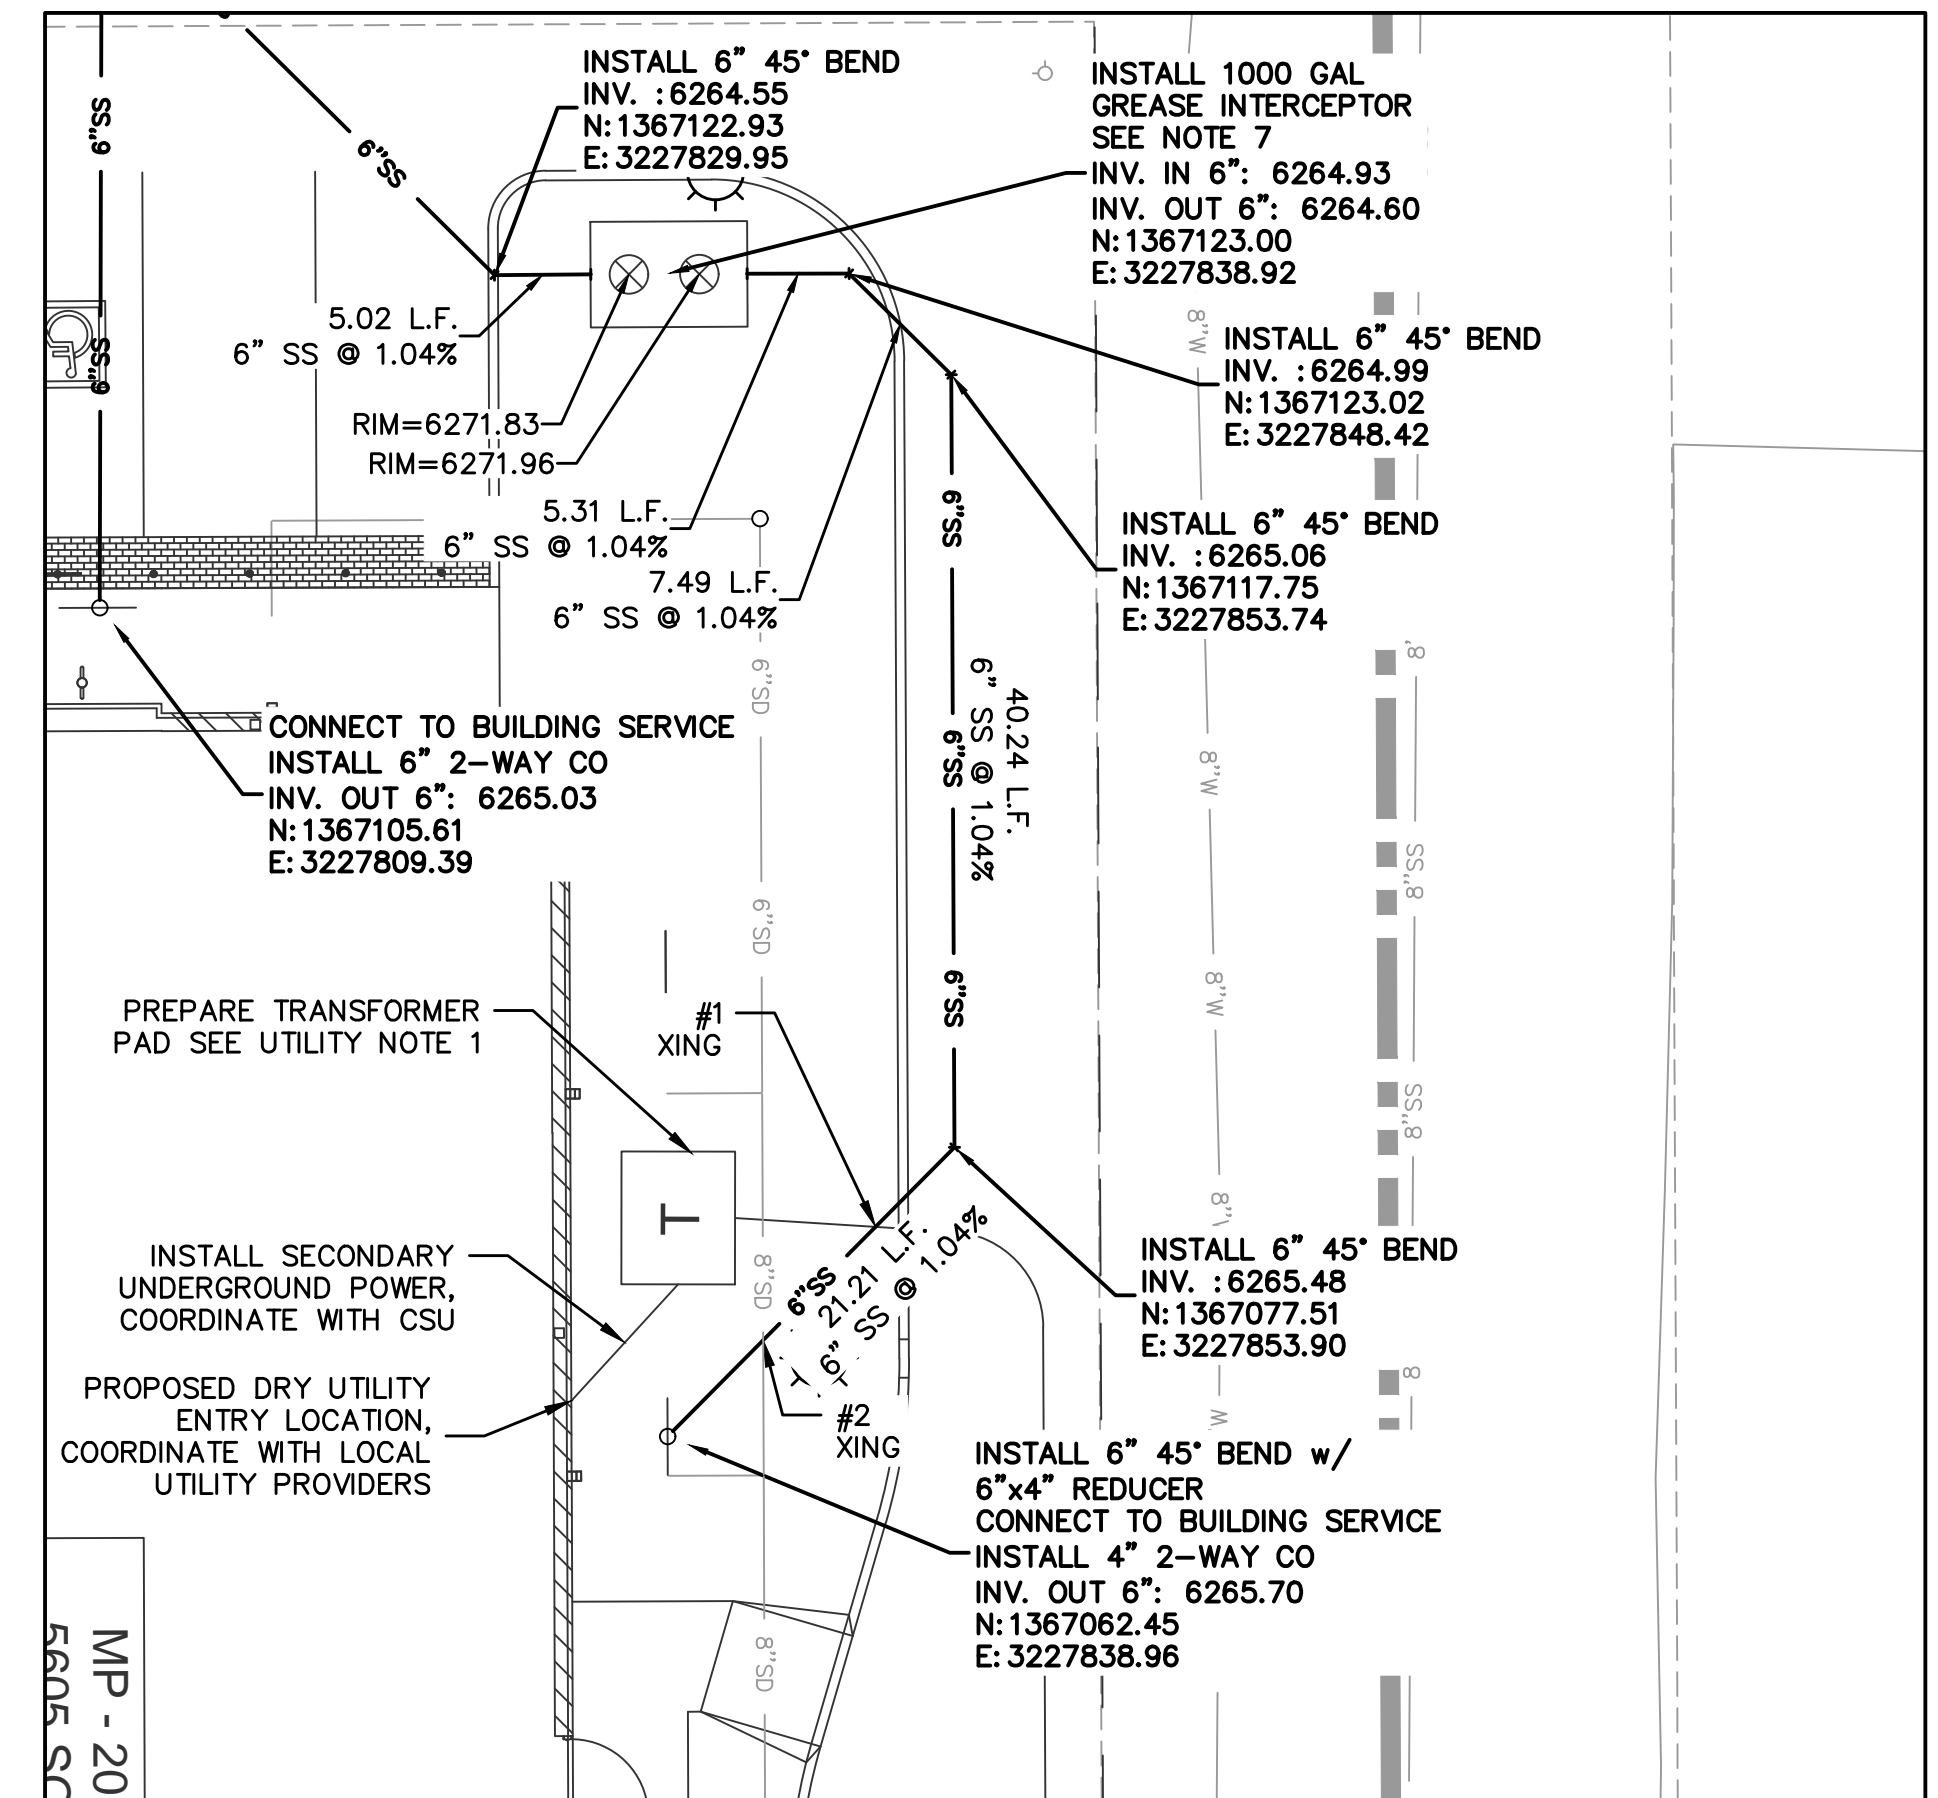 INSTALL 6" 45° BEND
INV. :6264.55
N:1367122.93
E:3227829.95
INSTALL 1000 GAL
GREASE INTERCEPTOR
SEE NOTE 7
INV. IN 6": 6264.93
INV. OUT 6": 6264.60
N:1367123.00
E:3227838.92
6"SS
6"SS
6"SS
5.02 L.F.
6" SS @ 1.04%
8"W
INSTALL 6" 45° BEND
INV. :6264.99
N:1367123.02
E:3227848.42
RIM=6271.83
RIM=6271.96
5.31 L.F.
6" SS @ 1.04%
7.49 L.F.
6" SS @ 1.04%
6"SS
INSTALL 6" 45° BEND
INV. :6265.06
N:1367117.75
E:3227853.74
6"SD
8'
40.24 L.F.
6" SS @ 1.04%
6"SS
8"W
CONNECT TO BUILDING SERVICE
INSTALL 6" 2-WAY CO
INV. OUT 6": 6265.03
N:1367105.61
E:3227809.39
8"SS
6"SD
6"SS
8"W
PREPARE TRANSFORMER
PAD SEE UTILITY NOTE 1
#1
XING
8"SS
T
8"
INSTALL SECONDARY
UNDERGROUND POWER,
COORDINATE WITH CSU
8"SD
6"SS
21.21 L.F.
6" SS @ 1.04%
INSTALL 6" 45° BEND
INV. :6265.48
N:1367077.51
E:3227853.90
PROPOSED DRY UTILITY
ENTRY LOCATION,
COORDINATE WITH LOCAL
UTILITY PROVIDERS
8
W
#2
XING
INSTALL 6" 45° BEND w/
6"x4" REDUCER
CONNECT TO BUILDING SERVICE
INSTALL 4" 2-WAY CO
INV. OUT 6": 6265.70
N:1367062.45
E:3227838.96
8"SD
MP - 20
5605 SO